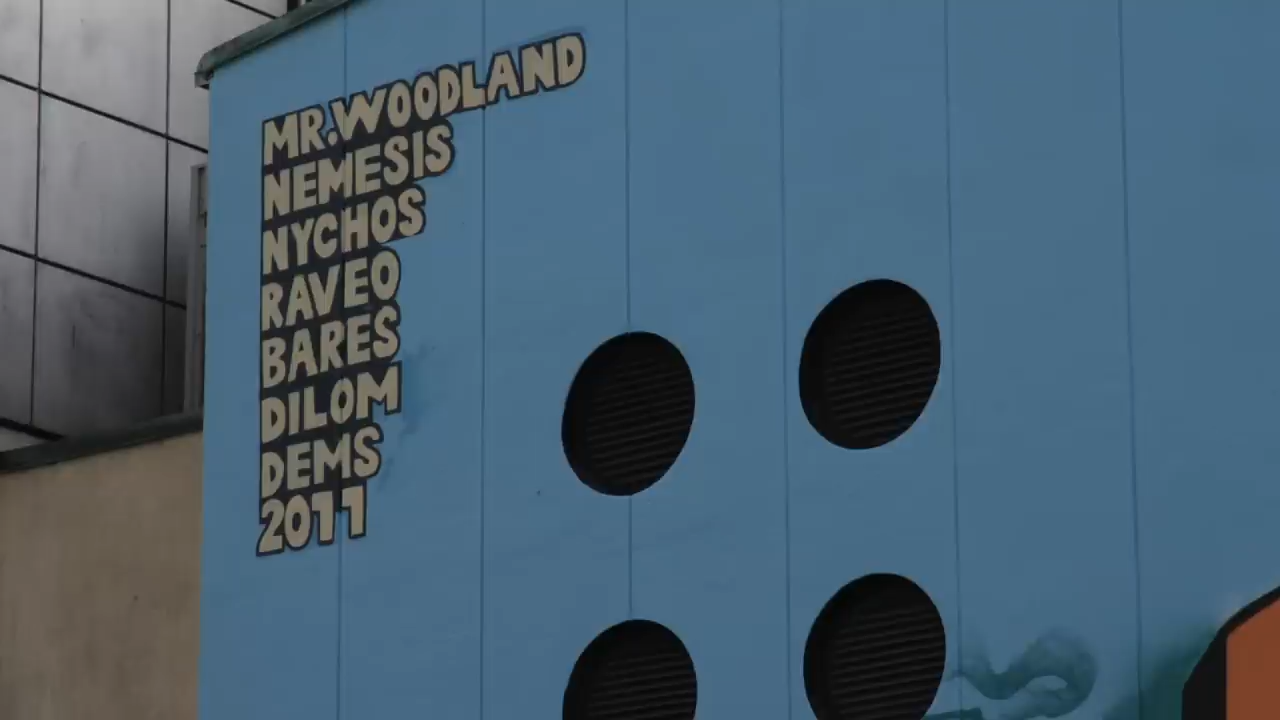 MR.WOODLAND
NEMESIS
NYCHOS
RAVEO
BARES
DILOM
DEMS
2011